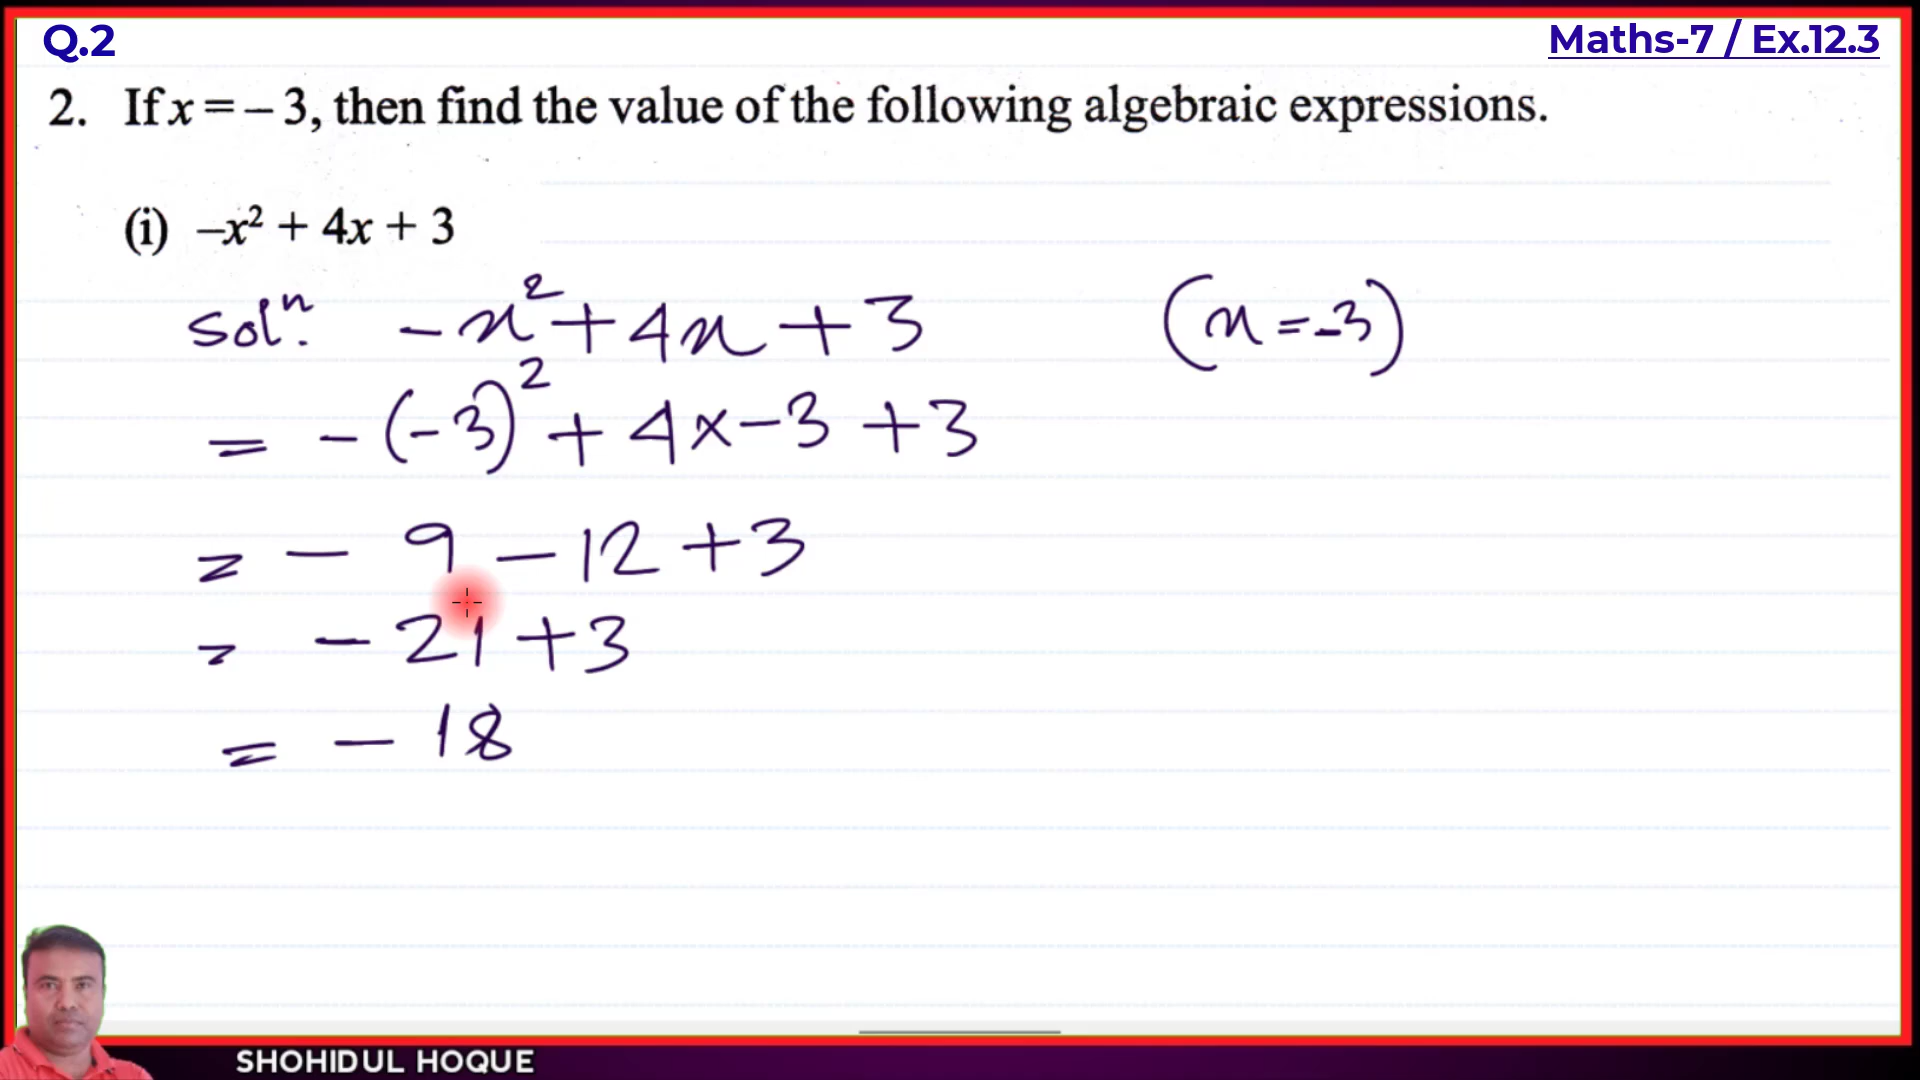 Q.2
Maths-7 / Ex.12.3
2. If x = – 3, then find the value of the following algebraic expressions.
(i) –x² + 4x + 3
Solⁿ. -x² + 4x + 3 (x = -3)
= - (-3)² + 4 x -3 + 3
= - 9 - 12 + 3
= - 21 + 3
= - 18
SHOHIDUL HOQUE